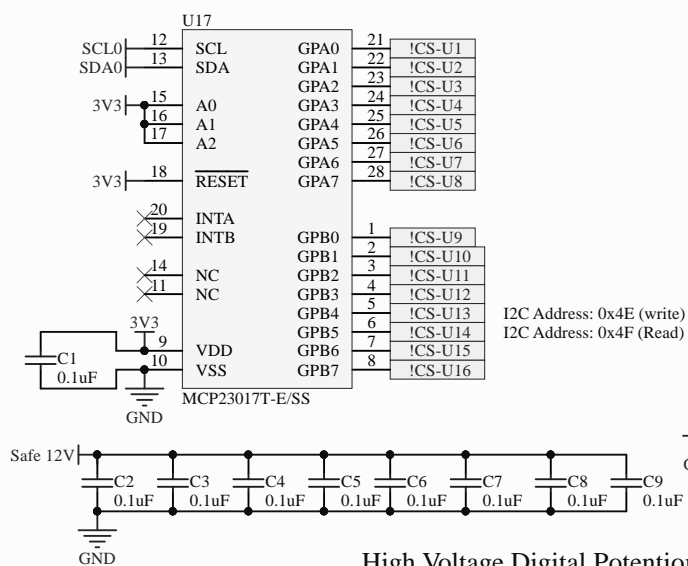 U17
SCL0 12 SCL GPA0 21 !CS-U1
SDA0 13 SDA GPA1 22 !CS-U2
GPA2 23 !CS-U3
3V3 15 A0 GPA3 24 !CS-U4
16 A1 GPA4 25 !CS-U5
17 A2 GPA5 26 !CS-U6
GPA6 27 !CS-U7
3V3 18 RESET GPA7 28 !CS-U8
20 INTA
19 INTB GPB0 1 !CS-U9
GPB1 2 !CS-U10
14 NC GPB2 3 !CS-U11
11 NC GPB3 4 !CS-U12
GPB4 5 !CS-U13 I2C Address: 0x4E (write)
3V3 GPB5 6 !CS-U14 I2C Address: 0x4F (Read)
C1 9 VDD GPB6 7 !CS-U15
0.1uF 10 VSS GPB7 8 !CS-U16
MCP23017T-E/SS
GND
Safe 12V
C2 C3 C4 C5 C6 C7 C8 C9
0.1uF 0.1uF 0.1uF 0.1uF 0.1uF 0.1uF 0.1uF 0.1uF
GND
High Voltage Digital